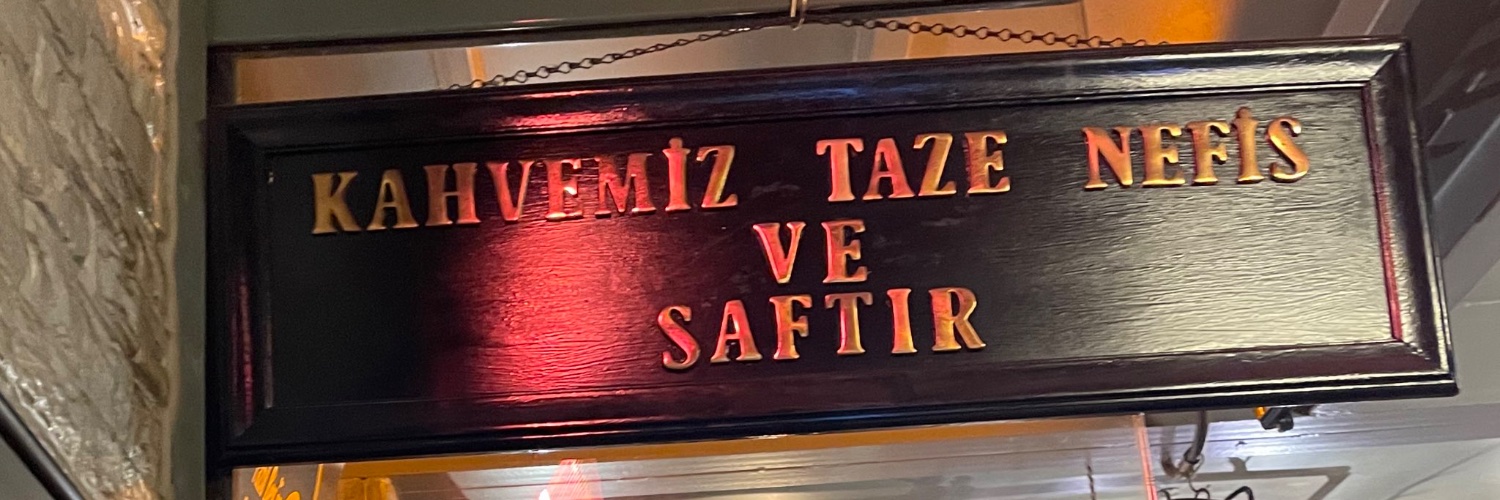 KAHVEMİZ TAZE NEFİS
VE
SAFTIR